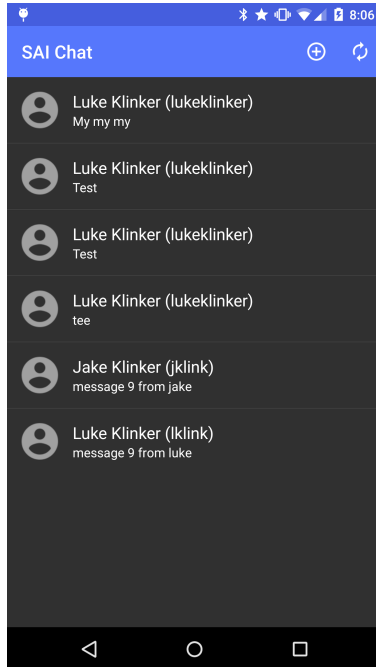 8:06
SAI Chat
Luke Klinker (lukeklinker)
My my my
Luke Klinker (lukeklinker)
Test
Luke Klinker (lukeklinker)
Test
Luke Klinker (lukeklinker)
tee
Jake Klinker (jklink)
message 9 from jake
Luke Klinker (lklink)
message 9 from luke